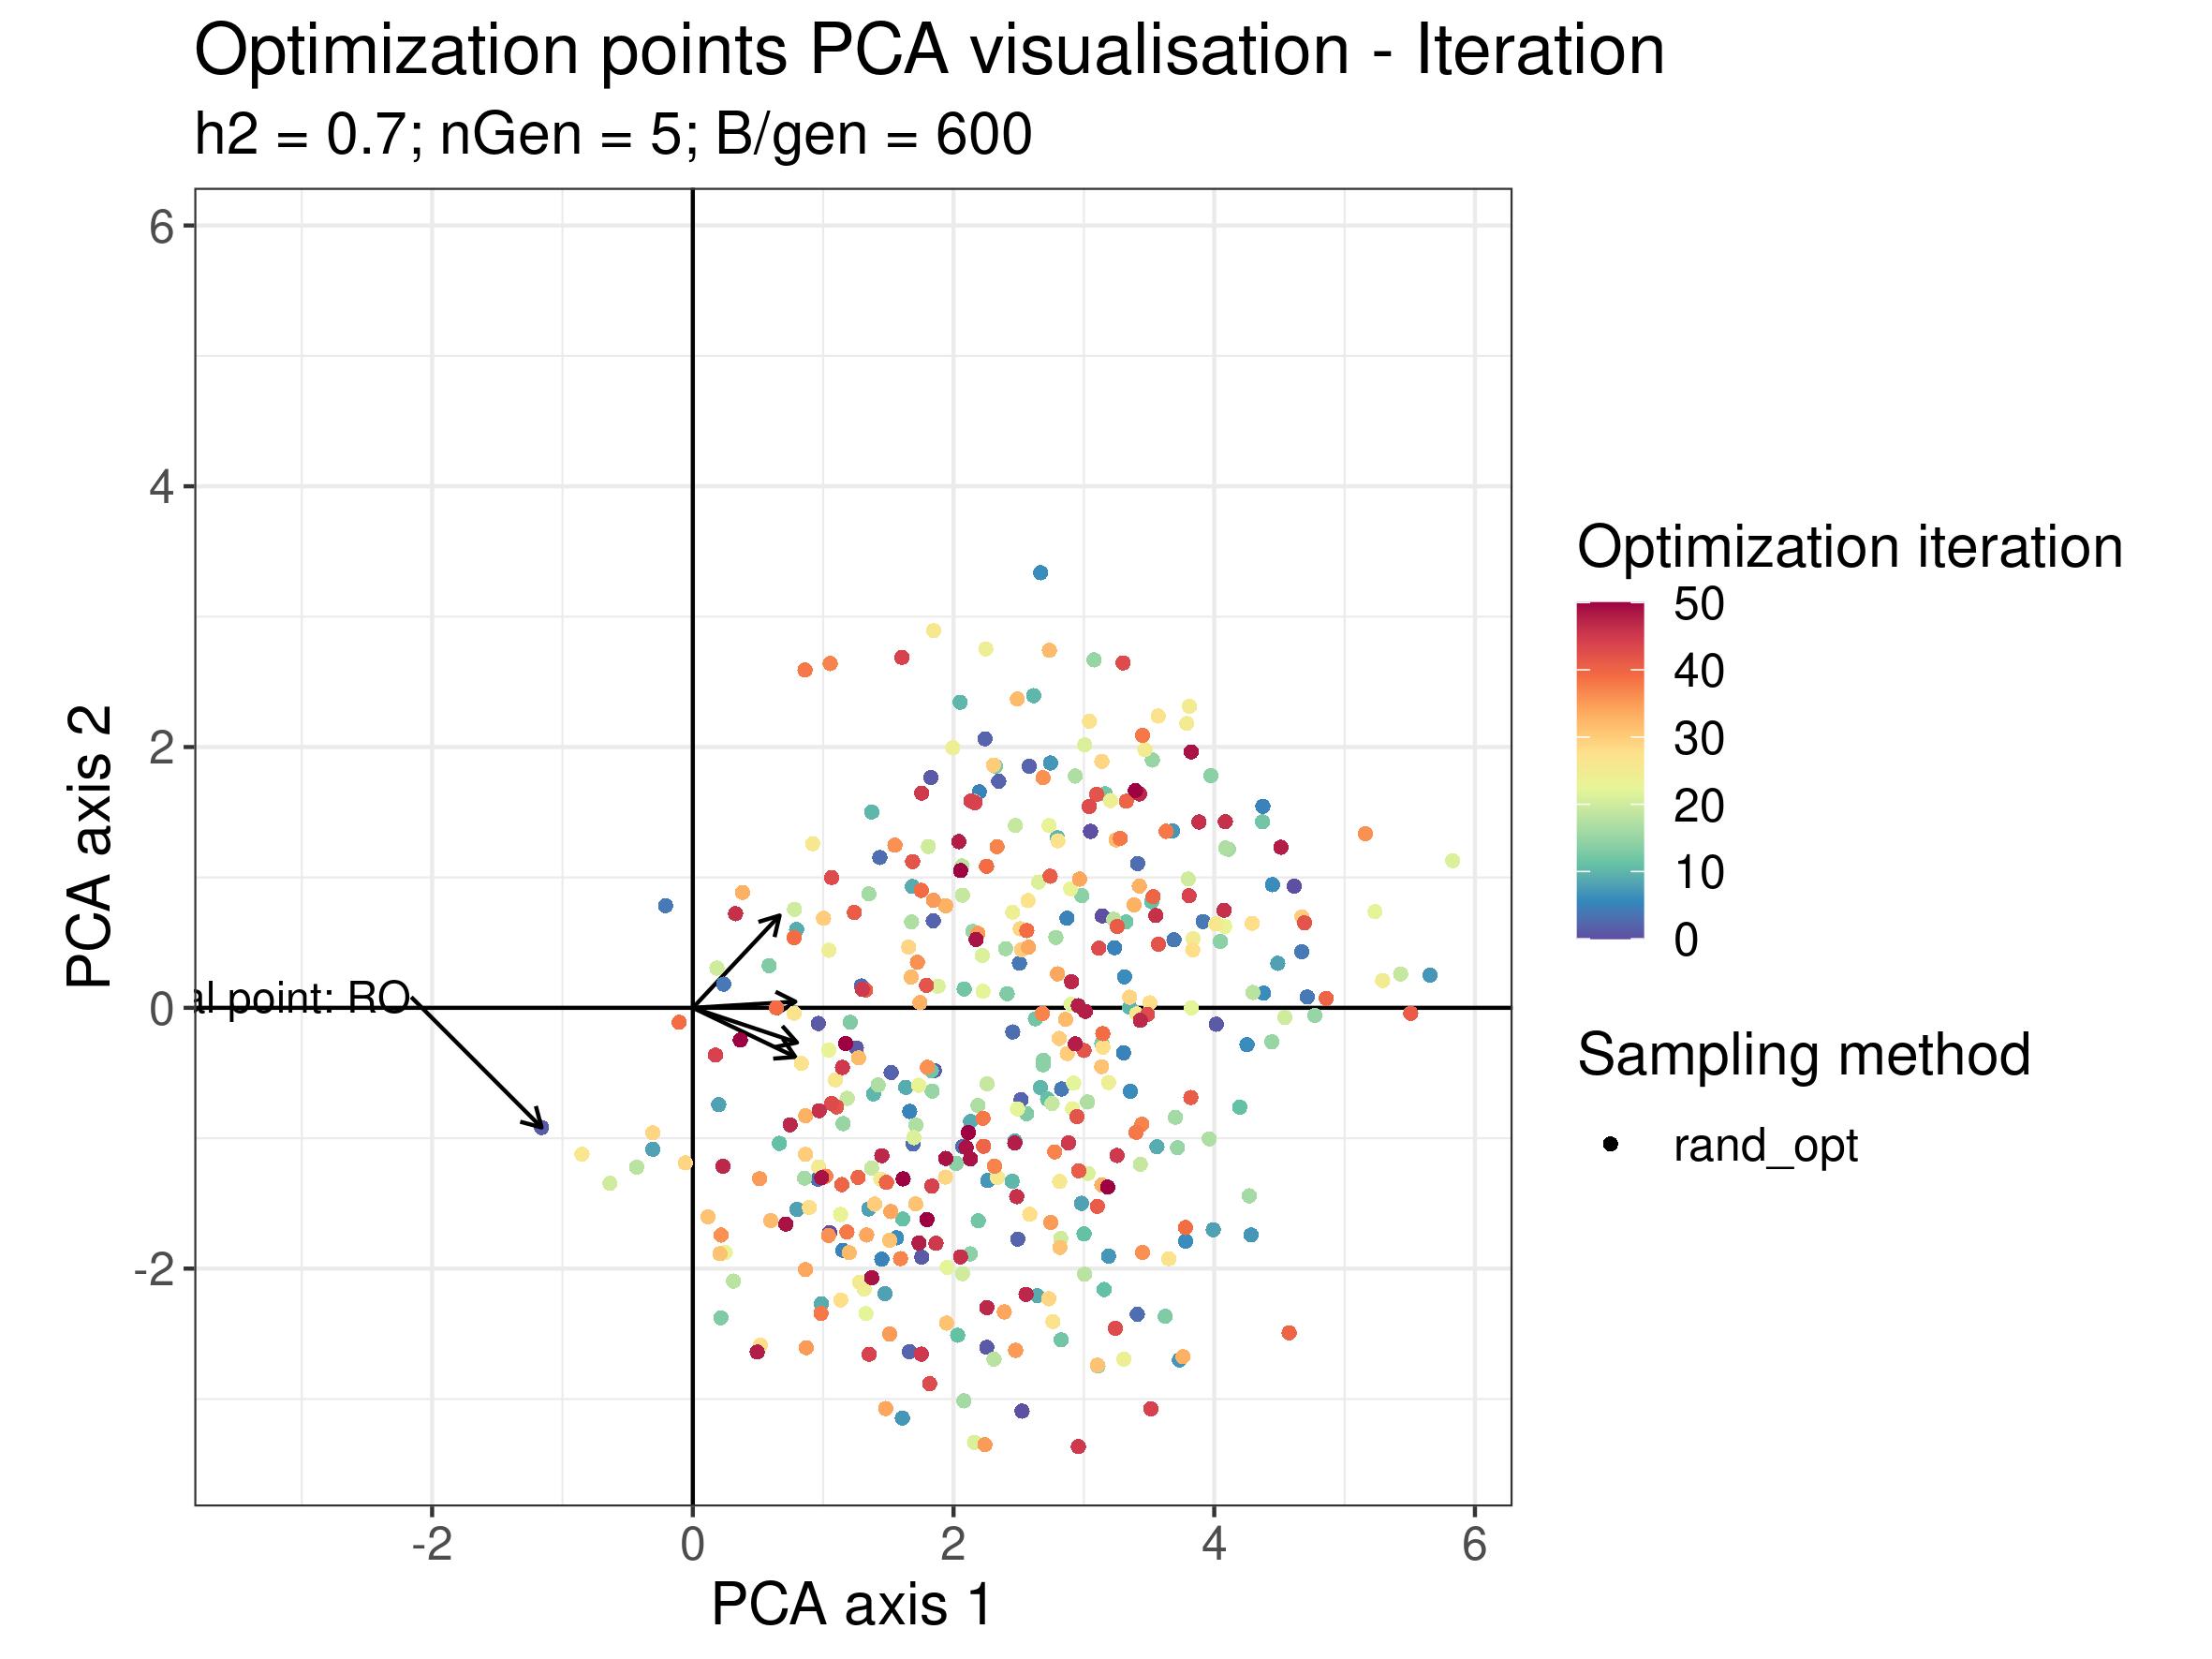 Optimization points PCA visualisation - Iteration
h2 = 0.7; nGen = 5; B/gen = 600
6
4
2
0
-2
PCA axis 2
al point: RO
-2
0
2
4
6
PCA axis 1
Optimization iteration
50
40
30
20
10
0
Sampling method
rand_opt